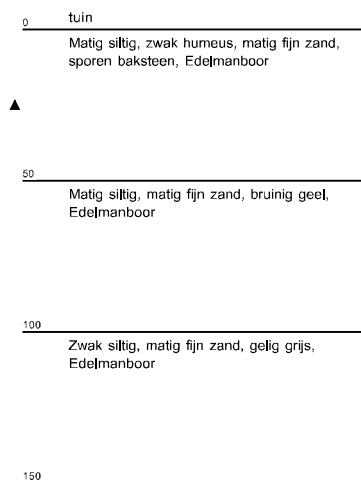 0 tuin
Matig siltig, zwak humeus, matig fijn zand,
sporen baksteen, Edelmanboor
50
Matig siltig, matig fijn zand, bruinig geel,
Edelmanboor
100
Zwak siltig, matig fijn zand, gelig grijs,
Edelmanboor
150